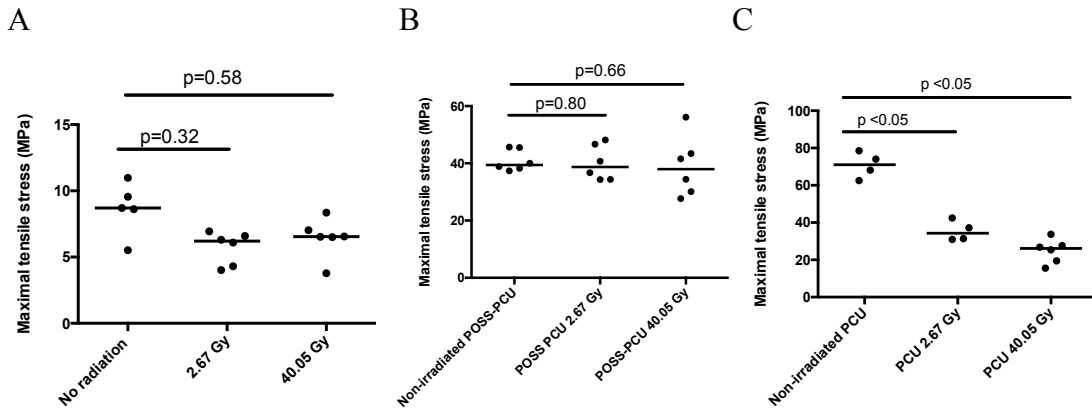 A
p=0.58
p=0.32
Maximal tensile stress (MPa)
15
10
5
0
No radiation
2.67 Gy
40.05 Gy
B
p=0.66
p=0.80
Maximal tensile stress (MPa)
60
40
20
0
Non-irradiated POSS-PCU
POSS PCU 2.67 Gy
POSS-PCU 40.05 Gy
C
p <0.05
p <0.05
Maximal tensile stress (MPa)
100
80
60
40
20
0
Non-irradiated PCU
PCU 2.67 Gy
PCU 40.05 Gy